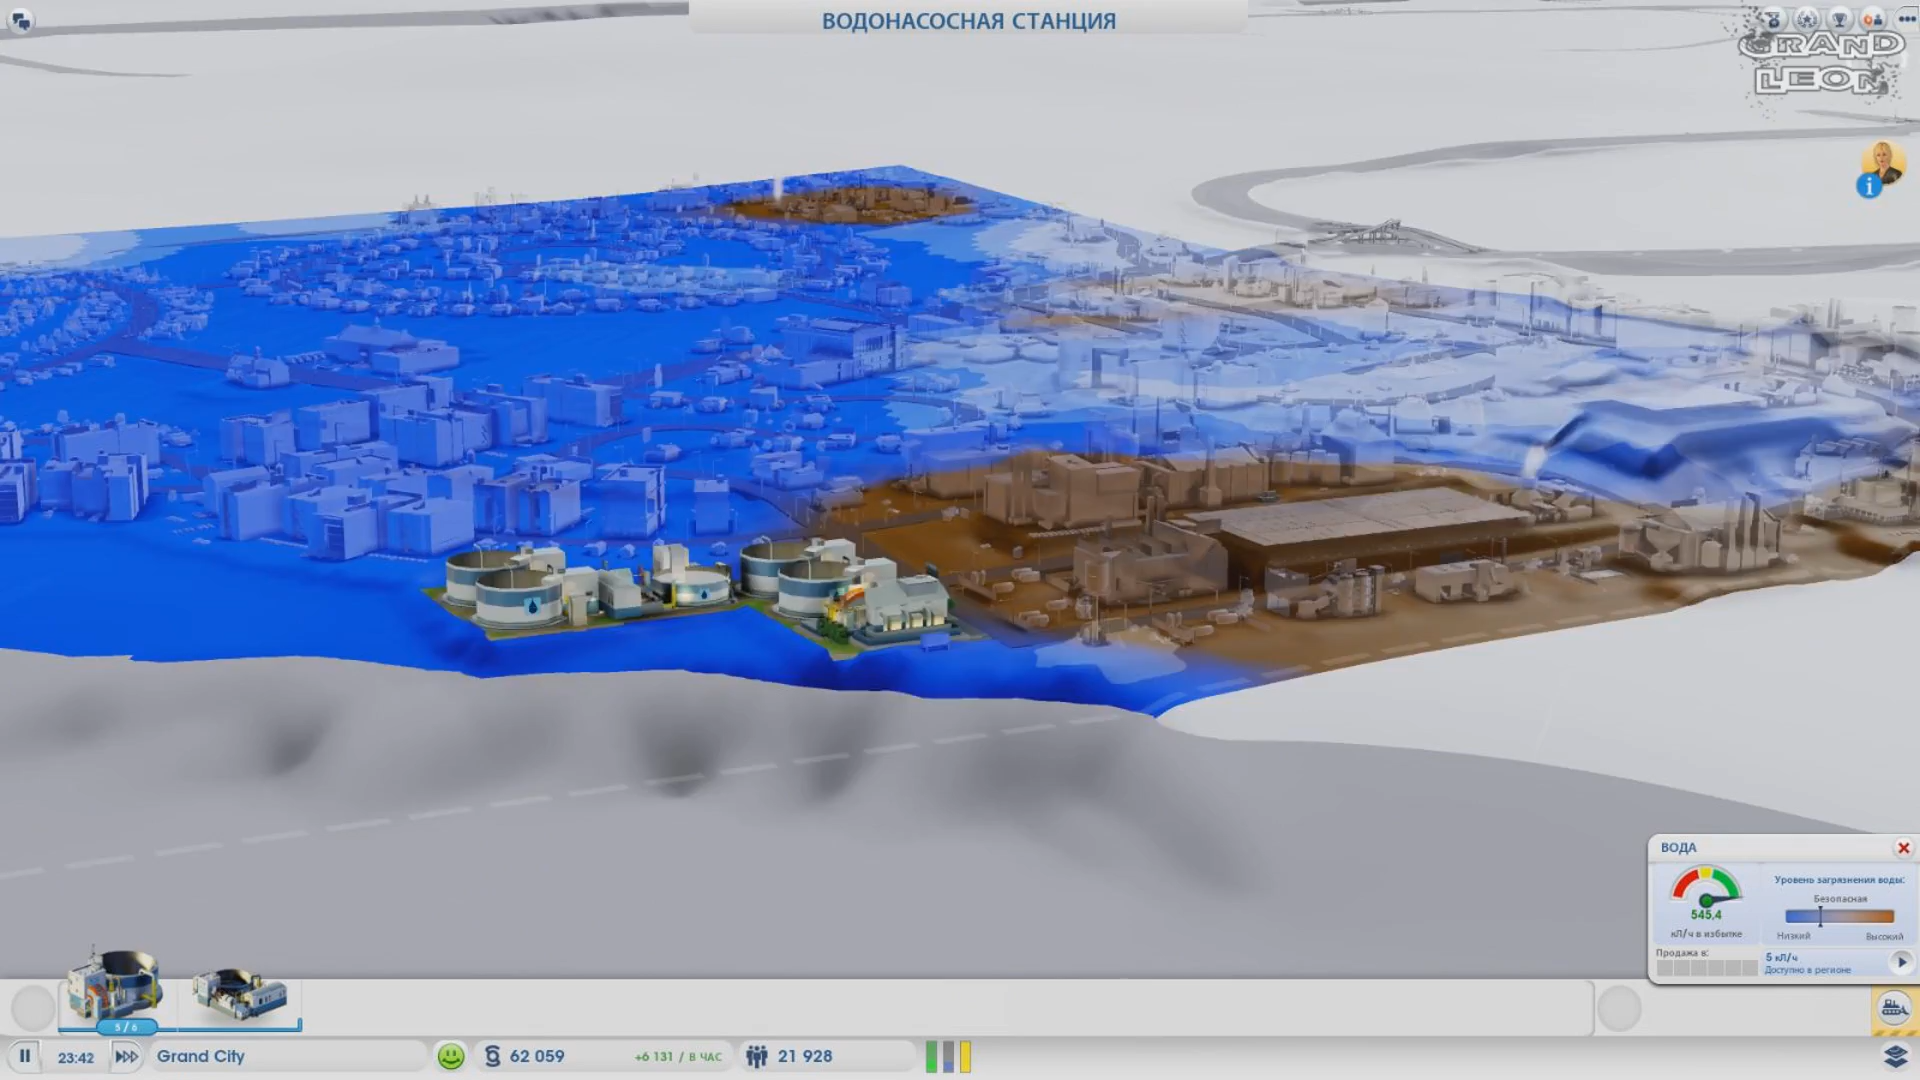 ВОДОНАСОСНАЯ СТАНЦИЯ
GRAND
LEON
i
ВОДА
545,4
кЛ/ч в избытке
Уровень загрязнения воды:
Безопасная
Низкий
Высокий
Продажа в:
5 кЛ/ч
Доступно в регионе
5 / 6
23:42
Grand City
62 059
+6 131 / В ЧАС
21 928